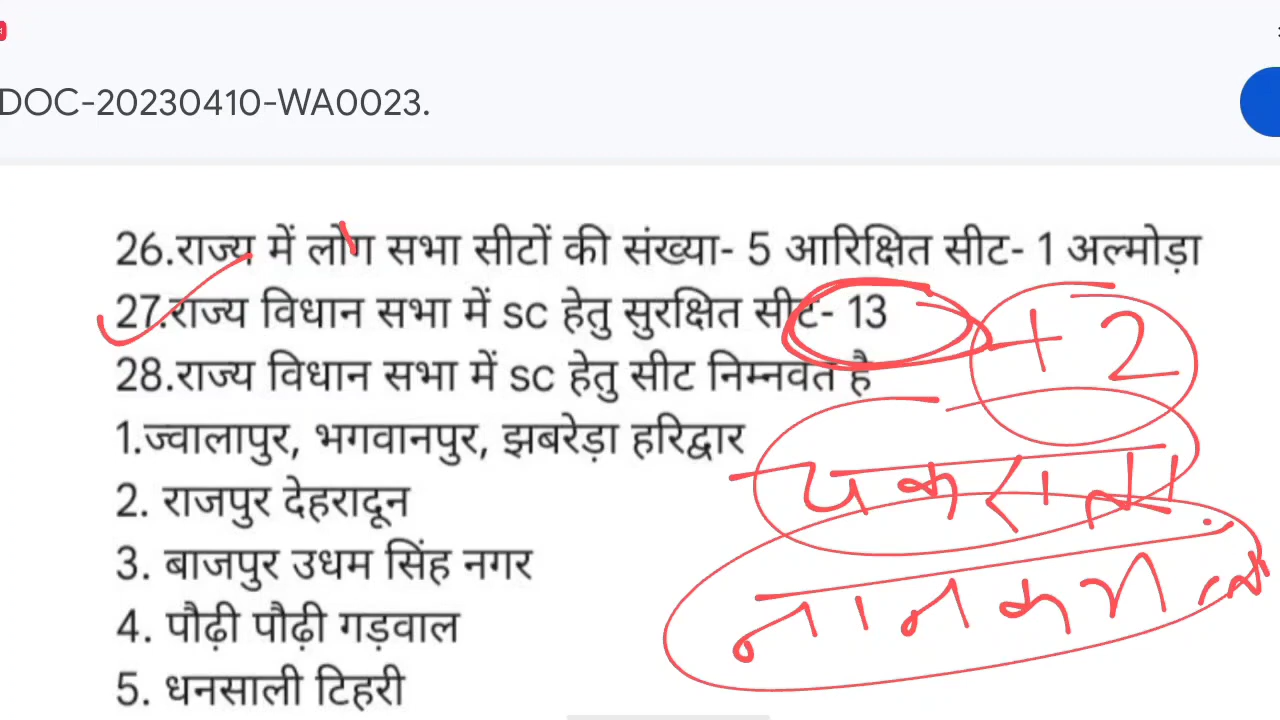 DOC-20230410-WA0023.
26.राज्य में लोग सभा सीटों की संख्या- 5 आरिक्षित सीट- 1 अल्मोड़ा
27.राज्य विधान सभा में sc हेतु सुरक्षित सीट- 13
+ 2
28.राज्य विधान सभा में sc हेतु सीट निम्नवत है
1.ज्वालापुर, भगवानपुर, झबरेड़ा हरिद्वार
2. राजपुर देहरादून
3. बाजपुर उधम सिंह नगर
4. पौढ़ी पौढ़ी गड़वाल
5. धनसाली टिहरी